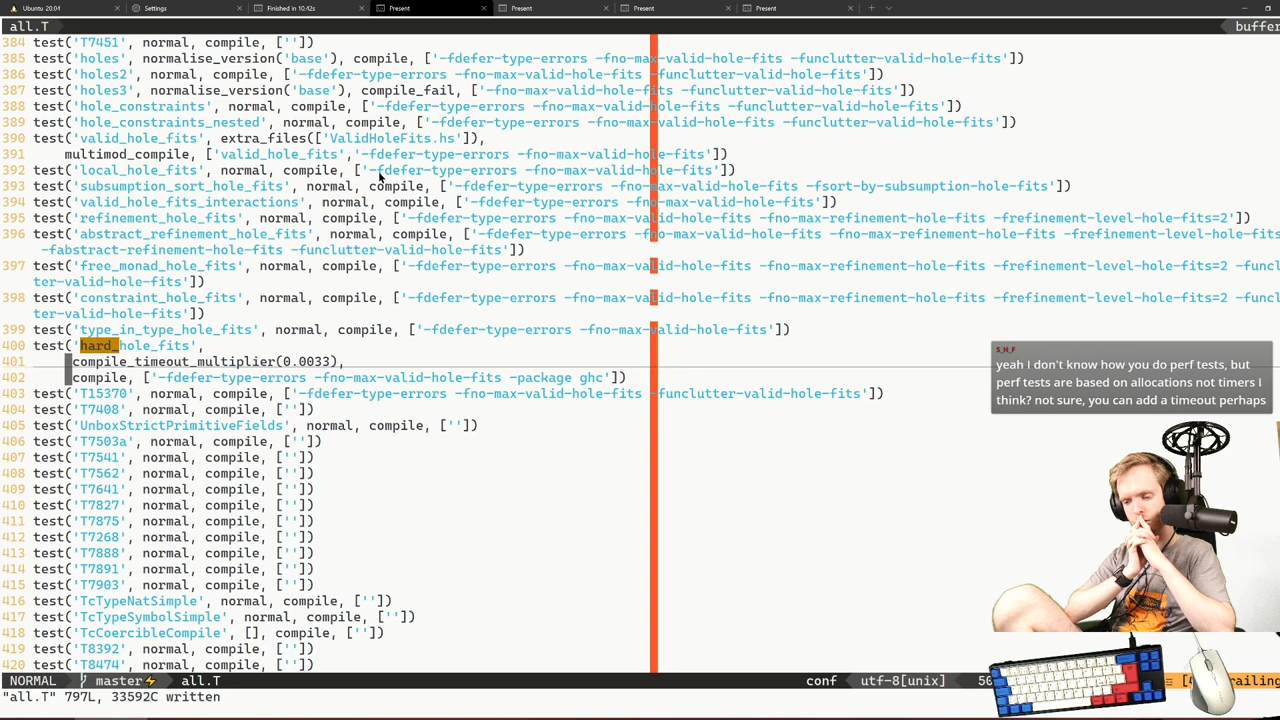 Ubuntu 20.04
Settings
Finished in 10.42s
Present
Present
Present
Present
all.T
buffer
384 test('T7451', normal, compile, [''])
385 test('holes', normalise_version('base'), compile, ['-fdefer-type-errors -fno-max-valid-hole-fits -funclutter-valid-hole-fits'])
386 test('holes2', normal, compile, ['-fdefer-type-errors -fno-max-valid-hole-fits -funclutter-valid-hole-fits'])
387 test('holes3', normalise_version('base'), compile_fail, ['-fno-max-valid-hole-fits -funclutter-valid-hole-fits'])
388 test('hole_constraints', normal, compile, ['-fdefer-type-errors -fno-max-valid-hole-fits -funclutter-valid-hole-fits'])
389 test('hole_constraints_nested', normal, compile, ['-fdefer-type-errors -fno-max-valid-hole-fits -funclutter-valid-hole-fits'])
390 test('valid_hole_fits', extra_files(['ValidHoleFits.hs']),
391     multimod_compile, ['valid_hole_fits','-fdefer-type-errors -fno-max-valid-hole-fits'])
392 test('local_hole_fits', normal, compile, ['-fdefer-type-errors -fno-max-valid-hole-fits'])
393 test('subsumption_sort_hole_fits', normal, compile, ['-fdefer-type-errors -fno-max-valid-hole-fits -fsort-by-subsumption-hole-fits'])
394 test('valid_hole_fits_interactions', normal, compile, ['-fdefer-type-errors -fno-max-valid-hole-fits'])
395 test('refinement_hole_fits', normal, compile, ['-fdefer-type-errors -fno-max-valid-hole-fits -fno-max-refinement-hole-fits -frefinement-level-hole-fits=2'])
396 test('abstract_refinement_hole_fits', normal, compile, ['-fdefer-type-errors -fno-max-valid-hole-fits -fno-max-refinement-hole-fits -frefinement-level-hole-fits
-fabstract-refinement-hole-fits -funclutter-valid-hole-fits'])
397 test('free_monad_hole_fits', normal, compile, ['-fdefer-type-errors -fno-max-valid-hole-fits -fno-max-refinement-hole-fits -frefinement-level-hole-fits=2 -funcl
ter-valid-hole-fits'])
398 test('constraint_hole_fits', normal, compile, ['-fdefer-type-errors -fno-max-valid-hole-fits -fno-max-refinement-hole-fits -frefinement-level-hole-fits=2 -funcl
ter-valid-hole-fits'])
399 test('type_in_type_hole_fits', normal, compile, ['-fdefer-type-errors -fno-max-valid-hole-fits'])
400 test('hard_hole_fits',
401     compile_timeout_multiplier(0.0033),
402     compile, ['-fdefer-type-errors -fno-max-valid-hole-fits -package ghc'])
403 test('T15370', normal, compile, ['-fdefer-type-errors -fno-max-valid-hole-fits -funclutter-valid-hole-fits'])
404 test('T7408', normal, compile, [''])
405 test('UnboxStrictPrimitiveFields', normal, compile, [''])
406 test('T7503a', normal, compile, [''])
407 test('T7541', normal, compile, [''])
408 test('T7562', normal, compile, [''])
409 test('T7641', normal, compile, [''])
410 test('T7827', normal, compile, [''])
411 test('T7875', normal, compile, [''])
412 test('T7268', normal, compile, [''])
413 test('T7888', normal, compile, [''])
414 test('T7891', normal, compile, [''])
415 test('T7903', normal, compile, [''])
416 test('TcTypeNatSimple', normal, compile, [''])
417 test('TcTypeSymbolSimple', normal, compile, [''])
418 test('TcCoercibleCompile', [], compile, [''])
419 test('T8392', normal, compile, [''])
420 test('T8474', normal, compile, [''])
S_H_F
yeah I don't know how you do perf tests, but
perf tests are based on allocations not timers I
think? not sure, you can add a timeout perhaps
NORMAL master⚡ all.T conf utf-8[unix]
"all.T" 797L, 33592C written